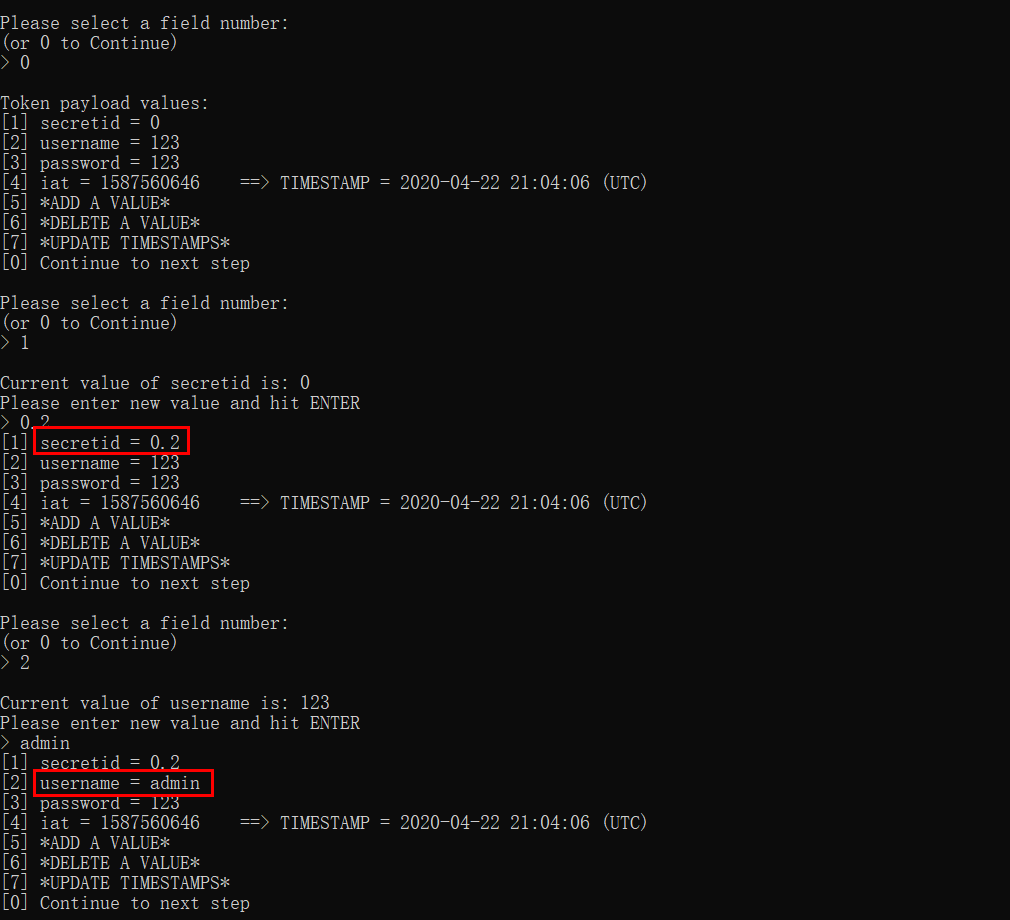 Please select a field number:
(or 0 to Continue)
> 0
Token payload values:
[1] secretid = 0
[2] username = 123
[3] password = 123
[4] iat = 1587560646    ==> TIMESTAMP = 2020-04-22 21:04:06 (UTC)
[5] *ADD A VALUE*
[6] *DELETE A VALUE*
[7] *UPDATE TIMESTAMPS*
[0] Continue to next step
Please select a field number:
(or 0 to Continue)
> 1
Current value of secretid is: 0
Please enter new value and hit ENTER
> 0.2
[1] secretid = 0.2
[2] username = 123
[3] password = 123
[4] iat = 1587560646    ==> TIMESTAMP = 2020-04-22 21:04:06 (UTC)
[5] *ADD A VALUE*
[6] *DELETE A VALUE*
[7] *UPDATE TIMESTAMPS*
[0] Continue to next step
Please select a field number:
(or 0 to Continue)
> 2
Current value of username is: 123
Please enter new value and hit ENTER
> admin
[1] secretid = 0.2
[2] username = admin
[3] password = 123
[4] iat = 1587560646    ==> TIMESTAMP = 2020-04-22 21:04:06 (UTC)
[5] *ADD A VALUE*
[6] *DELETE A VALUE*
[7] *UPDATE TIMESTAMPS*
[0] Continue to next step